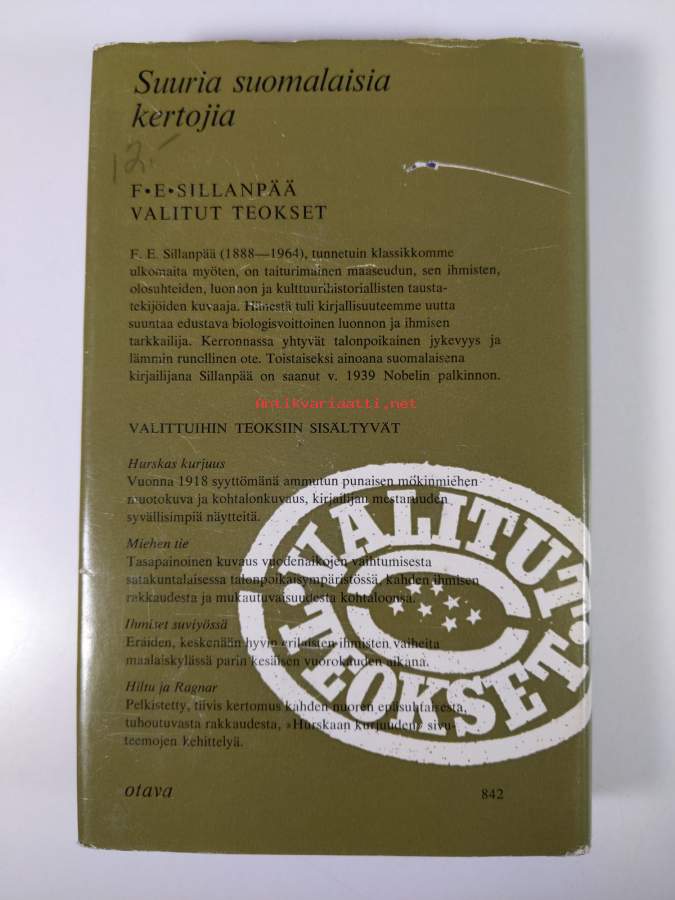 Suuria suomalaisia
kertojia
12.-
F•E•SILLANPÄÄ
VALITUT TEOKSET
F. E. Sillanpää (1888—1964), tunnetuin klassikkomme
ulkomaita myöten, on taiturimainen maaseudun, sen ihmisten,
olosuhteiden, luonnon ja kulttuurihistoriallisten tausta-
tekijöiden kuvaaja. Hänestä tuli kirjallisuuteemme uutta
suuntaa edustava biologisvoittoinen luonnon ja ihmisen
tarkkailija. Kerronnassa yhtyvät talonpoikainen jykevyys ja
lämmin runollinen ote. Toistaiseksi ainoana suomalaisena
kirjailijana Sillanpää on saanut v. 1939 Nobelin palkinnon.
Antikvariaatti.net
VALITTUIHIN TEOKSIIN SISÄLTYVÄT
Hurskas kurjuus
Vuonna 1918 syyttömänä ammutun punaisen mökinmiehen
muotokuva ja kohtalonkuvaus, kirjailijan mestaruuden
syvällisimpiä näytteitä.
Miehen tie
Tasapainoinen kuvaus vuodenaikojen vaihtumisesta
satakuntalaisessa talonpoikaisympäristössä, kahden ihmisen
rakkaudesta ja mukautuvaisuudesta kohtaloonsa.
Ihmiset suviyössä
Eräiden, keskenään hyvin erilaisten ihmisten vaiheita
maalaiskylässä parin kesäisen vuorokauden aikana.
Hiltu ja Ragnar
Pelkistetty, tiivis kertomus kahden nuoren epäsuhtaisesta,
tuhoutuvasta rakkaudesta, »Hurskaan kurjuuden» sivu-
teemojen kehittelyä.
VALITUT
TEOKSET
otava
842